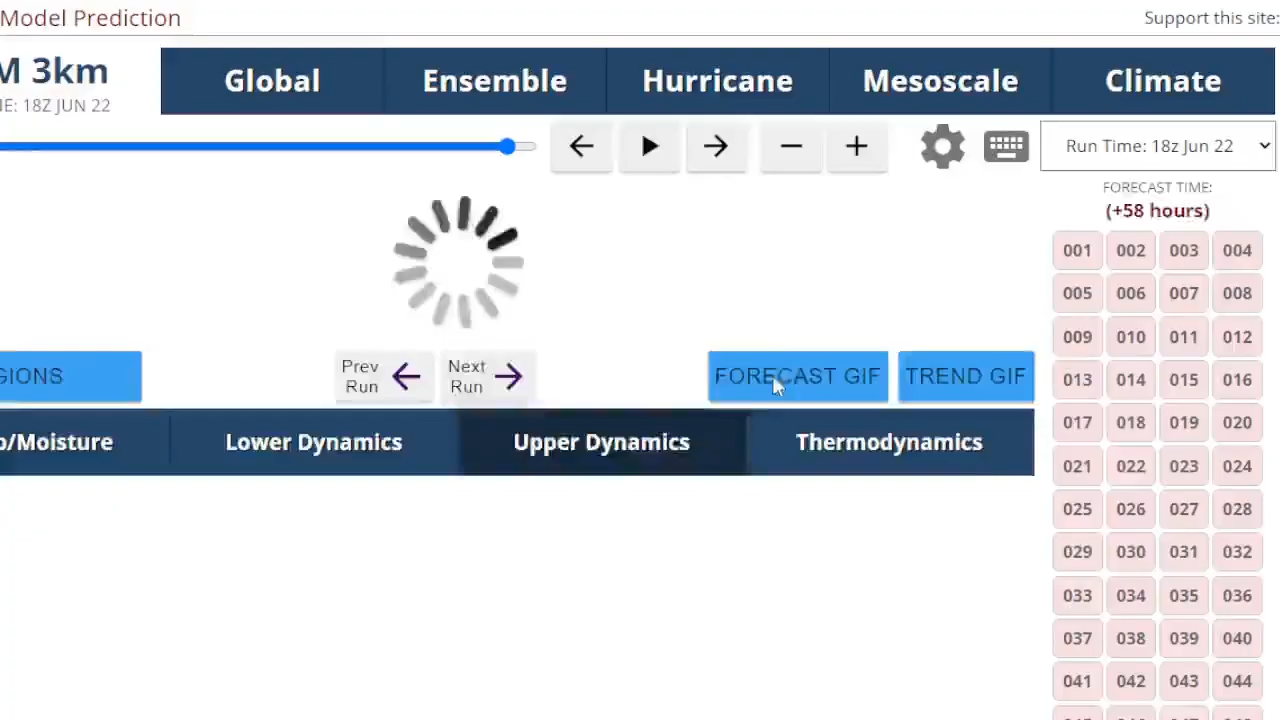 Model Prediction
Support this site:
M 3km
Global
Ensemble
Hurricane
Mesoscale
Climate
E: 18Z JUN 22
Run Time: 18z Jun 22
FORECAST TIME:
(+58 hours)
001 002 003 004
005 006 007 008
009 010 011 012
013 014 015 016
017 018 019 020
021 022 023 024
025 026 027 028
029 030 031 032
033 034 035 036
037 038 039 040
041 042 043 044
GIONS
Prev
Run
Next
Run
FORECAST GIF
TREND GIF
p/Moisture
Lower Dynamics
Upper Dynamics
Thermodynamics